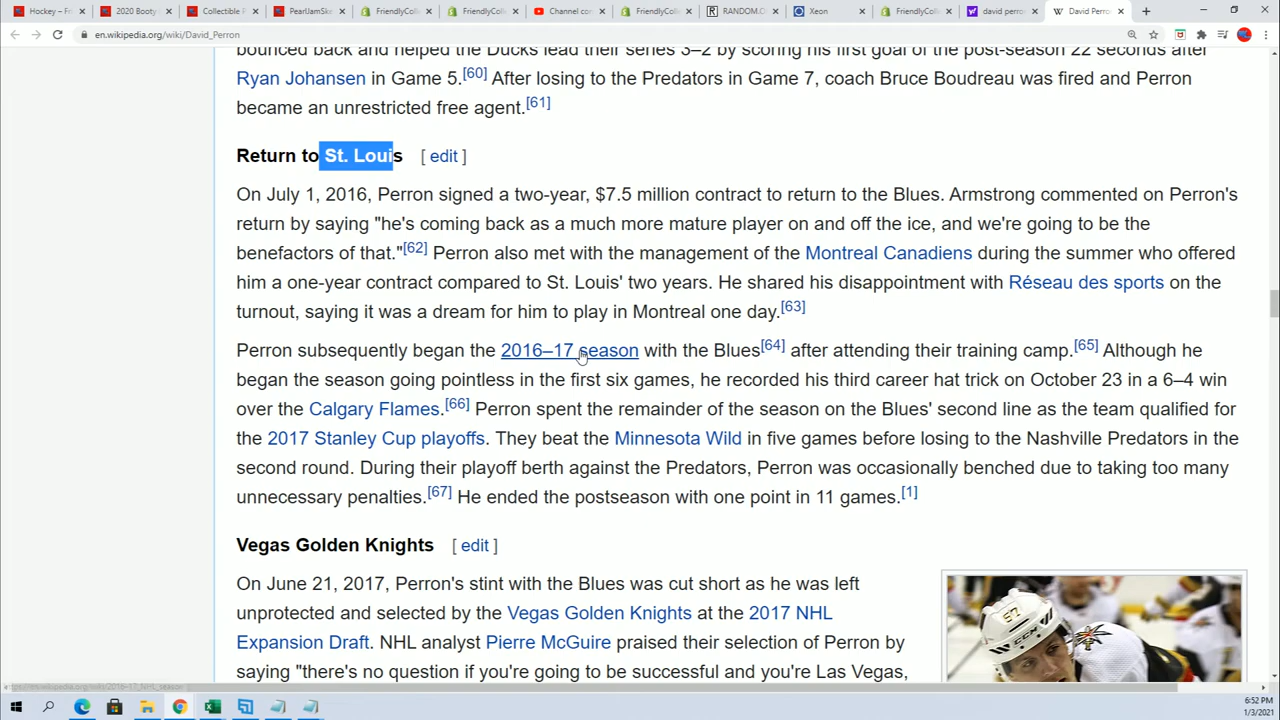 Hockey –
2020 Booty
Collectible
PearlJamSk
FriendlyColl
FriendlyColl
Channel con
FriendlyColl
RANDOM.O
Xeon
FriendlyColl
david perro
David Perro
en.wikipedia.org/wiki/David_Perron
bounced back and helped the Ducks lead their series 3–2 by scoring his first goal of the post-season 22 seconds after
Ryan Johansen in Game 5.[60] After losing to the Predators in Game 7, coach Bruce Boudreau was fired and Perron
became an unrestricted free agent.[61]
Return to St. Louis [ edit ]
On July 1, 2016, Perron signed a two-year, $7.5 million contract to return to the Blues. Armstrong commented on Perron's
return by saying "he's coming back as a much more mature player on and off the ice, and we're going to be the
benefactors of that."[62] Perron also met with the management of the Montreal Canadiens during the summer who offered
him a one-year contract compared to St. Louis' two years. He shared his disappointment with Réseau des sports on the
turnout, saying it was a dream for him to play in Montreal one day.[63]
Perron subsequently began the 2016–17 season with the Blues[64] after attending their training camp.[65] Although he
began the season going pointless in the first six games, he recorded his third career hat trick on October 23 in a 6–4 win
over the Calgary Flames.[66] Perron spent the remainder of the season on the Blues' second line as the team qualified for
the 2017 Stanley Cup playoffs. They beat the Minnesota Wild in five games before losing to the Nashville Predators in the
second round. During their playoff berth against the Predators, Perron was occasionally benched due to taking too many
unnecessary penalties.[67] He ended the postseason with one point in 11 games.[1]
Vegas Golden Knights [ edit ]
On June 21, 2017, Perron's stint with the Blues was cut short as he was left
unprotected and selected by the Vegas Golden Knights at the 2017 NHL
Expansion Draft. NHL analyst Pierre McGuire praised their selection of Perron by
saying "there's no question if you're going to be successful and you're Las Vegas,
57
CCM
https://en.wikipedia.org/wiki/2016–17_NHL_season
6:52 PM
1/3/2021